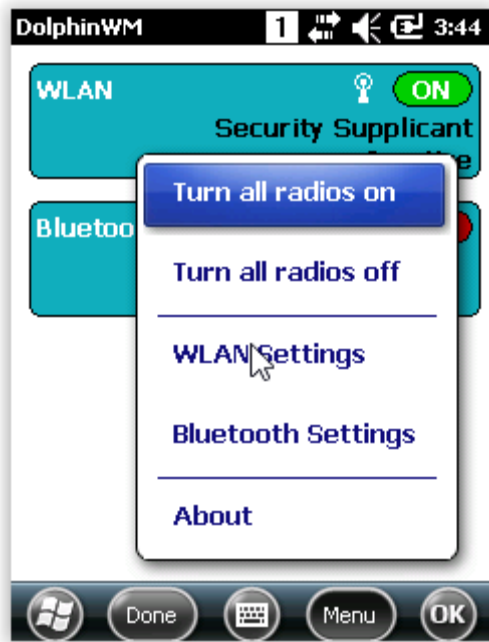 DolphinWM 1 3:44
WLAN ON
Security Supplicant
Turn all radios on
Turn all radios off
WLAN Settings
Bluetooth Settings
About
Done Menu OK